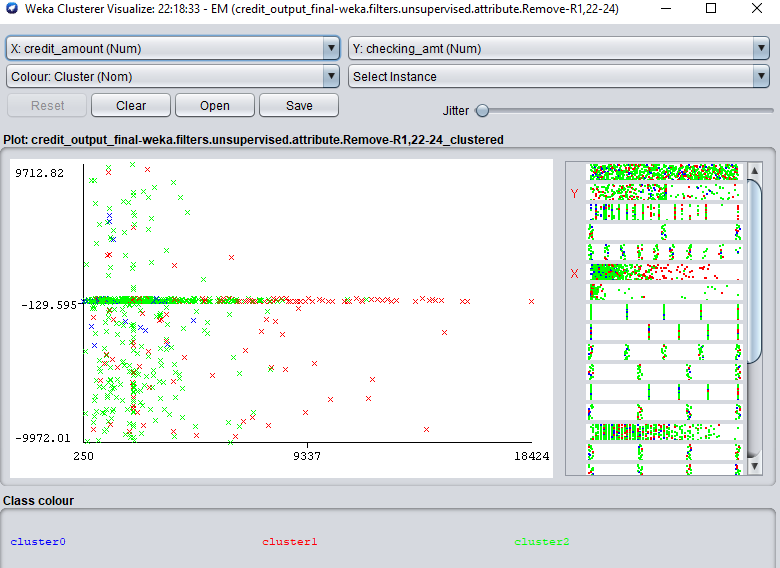 Weka Clusterer Visualize: 22:18:33 - EM (credit_output_final-weka.filters.unsupervised.attribute.Remove-R1,22-24)
X: credit_amount (Num) Y: checking_amt (Num)
Colour: Cluster (Nom) Select Instance
Reset Clear Open Save Jitter
Plot: credit_output_final-weka.filters.unsupervised.attribute.Remove-R1,22-24_clustered
9712.82
-129.595
-9972.01
250 9337 18424
Y
X
Class colour
cluster0 cluster1 cluster2